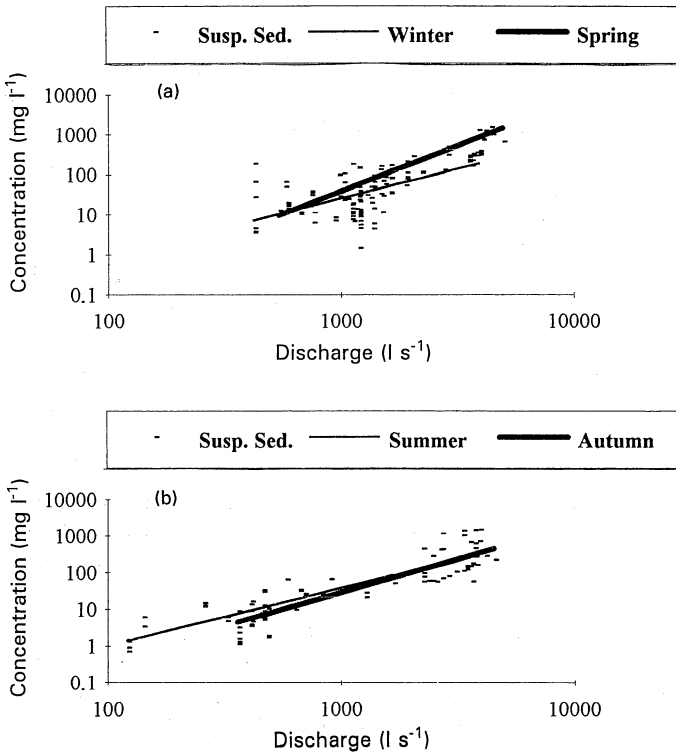 Susp. Sed. Winter Spring
(a)
Concentration (mg l-1)
10000
1000
100
10
1
0.1
100 1000 10000
Discharge (l s-1)
Susp. Sed. Summer Autumn
(b)
Concentration (mg l-1)
10000
1000
100
10
1
0.1
100 1000 10000
Discharge (l s-1)